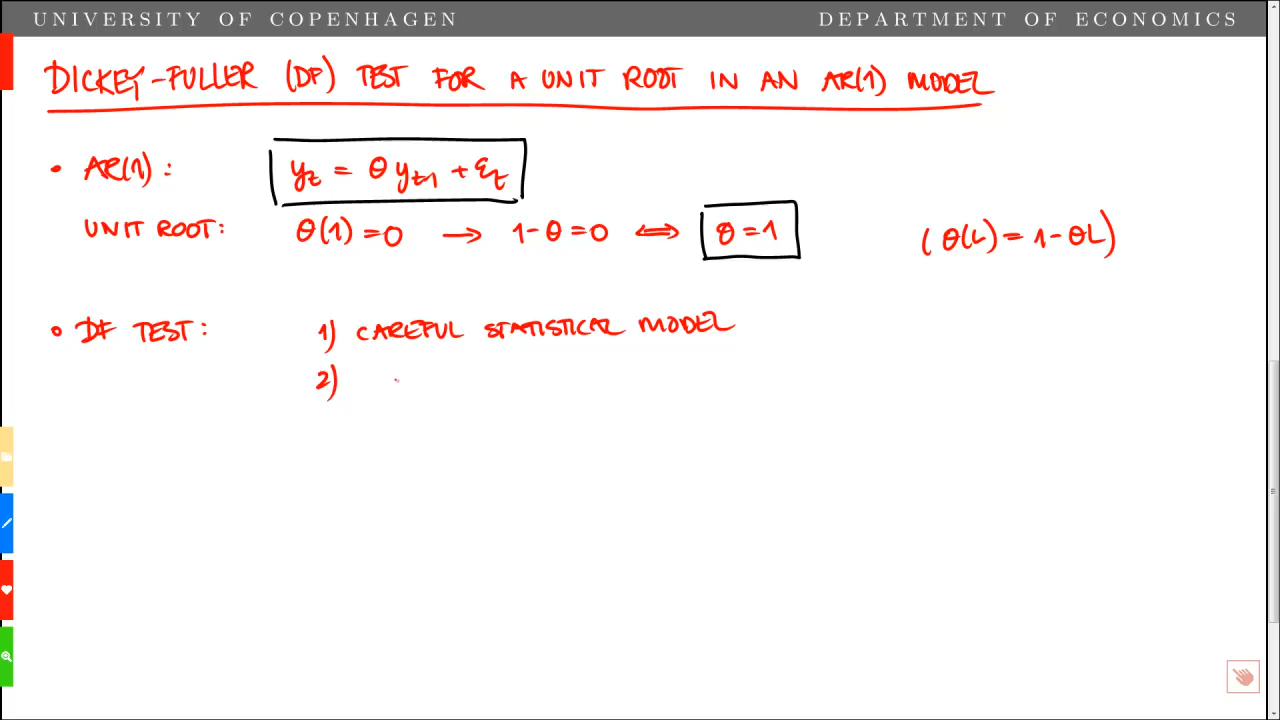 UNIVERSITY OF COPENHAGEN DEPARTMENT OF ECONOMICS
DICKEY-FULLER (DF) TEST FOR A UNIT ROOT IN AN AR(1) MODEL
• AR(1): yₜ = θ yₜ₋₁ + εₜ
UNIT ROOT: θ(1) = 0 → 1 - θ = 0 ⟺ θ = 1 (θ(L) = 1 - θL)
• DF TEST: 1) CAREFUL STATISTICAL MODEL
2)